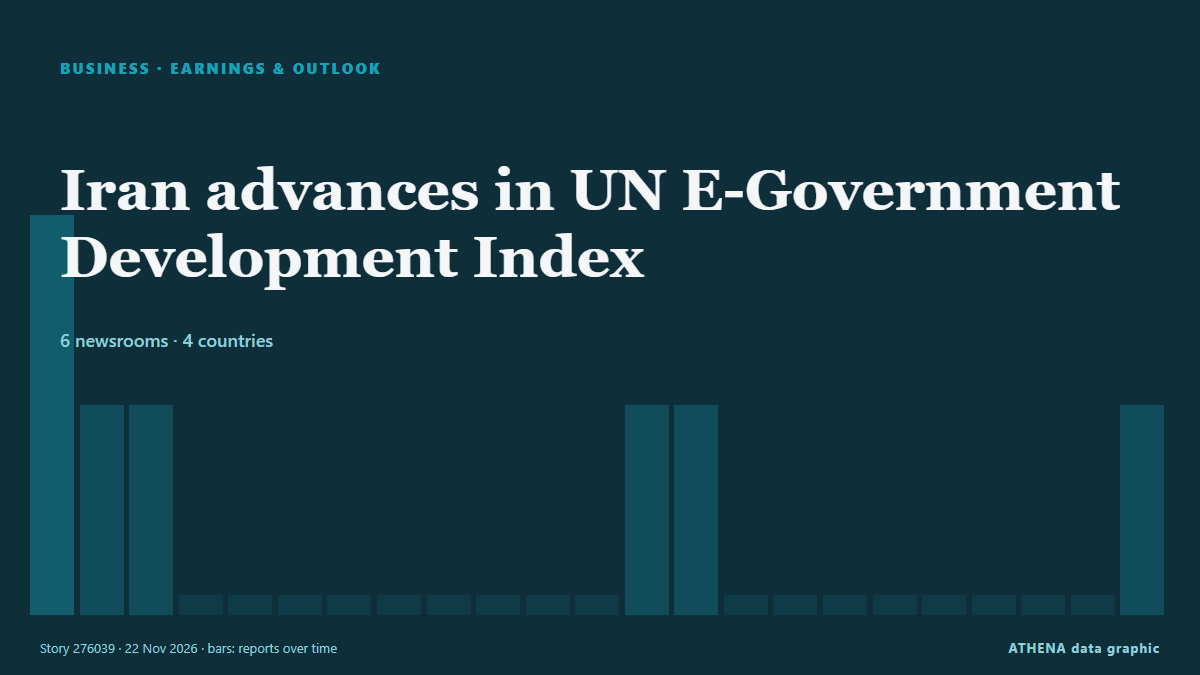 BUSINESS · EARNINGS & OUTLOOK
Iran advances in UN E-Government
Development Index
6 newsrooms · 4 countries
Story 276039 · 22 Nov 2026 · bars: reports over time
ATHENA data graphic